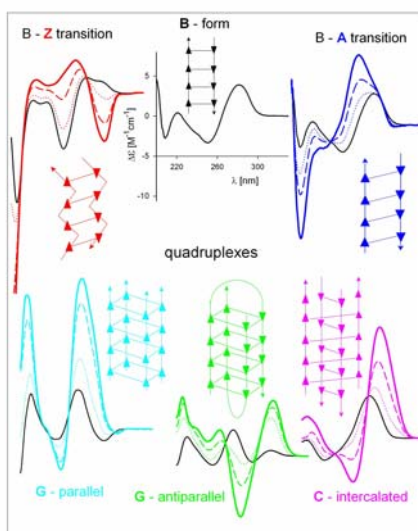 B - Z transition
B - form
B - A transition
5
0
-5
-10
Δε [M⁻¹cm⁻¹]
220
260
300
λ [nm]
quadruplexes
G - parallel
G - antiparallel
C - intercalated